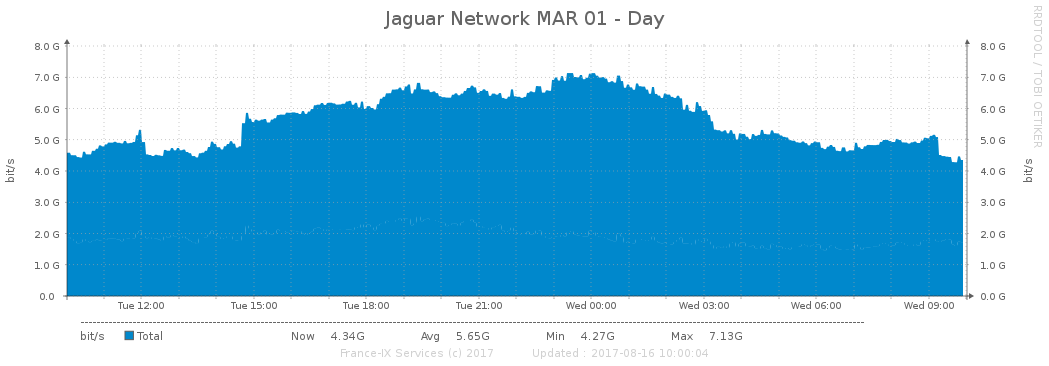 Jaguar Network MAR 01 - Day
RRDTOOL / TOBI OETIKER
bit/s
bit/s
8.0 G 8.0 G
7.0 G 7.0 G
6.0 G 6.0 G
5.0 G 5.0 G
4.0 G 4.0 G
3.0 G 3.0 G
2.0 G 2.0 G
1.0 G 1.0 G
0.0 0.0 G
Tue 12:00 Tue 15:00 Tue 18:00 Tue 21:00 Wed 00:00 Wed 03:00 Wed 06:00 Wed 09:00
bit/s Total Now 4.34G Avg 5.65G Min 4.27G Max 7.13G
France-IX Services (c) 2017 Updated : 2017-08-16 10:00:04